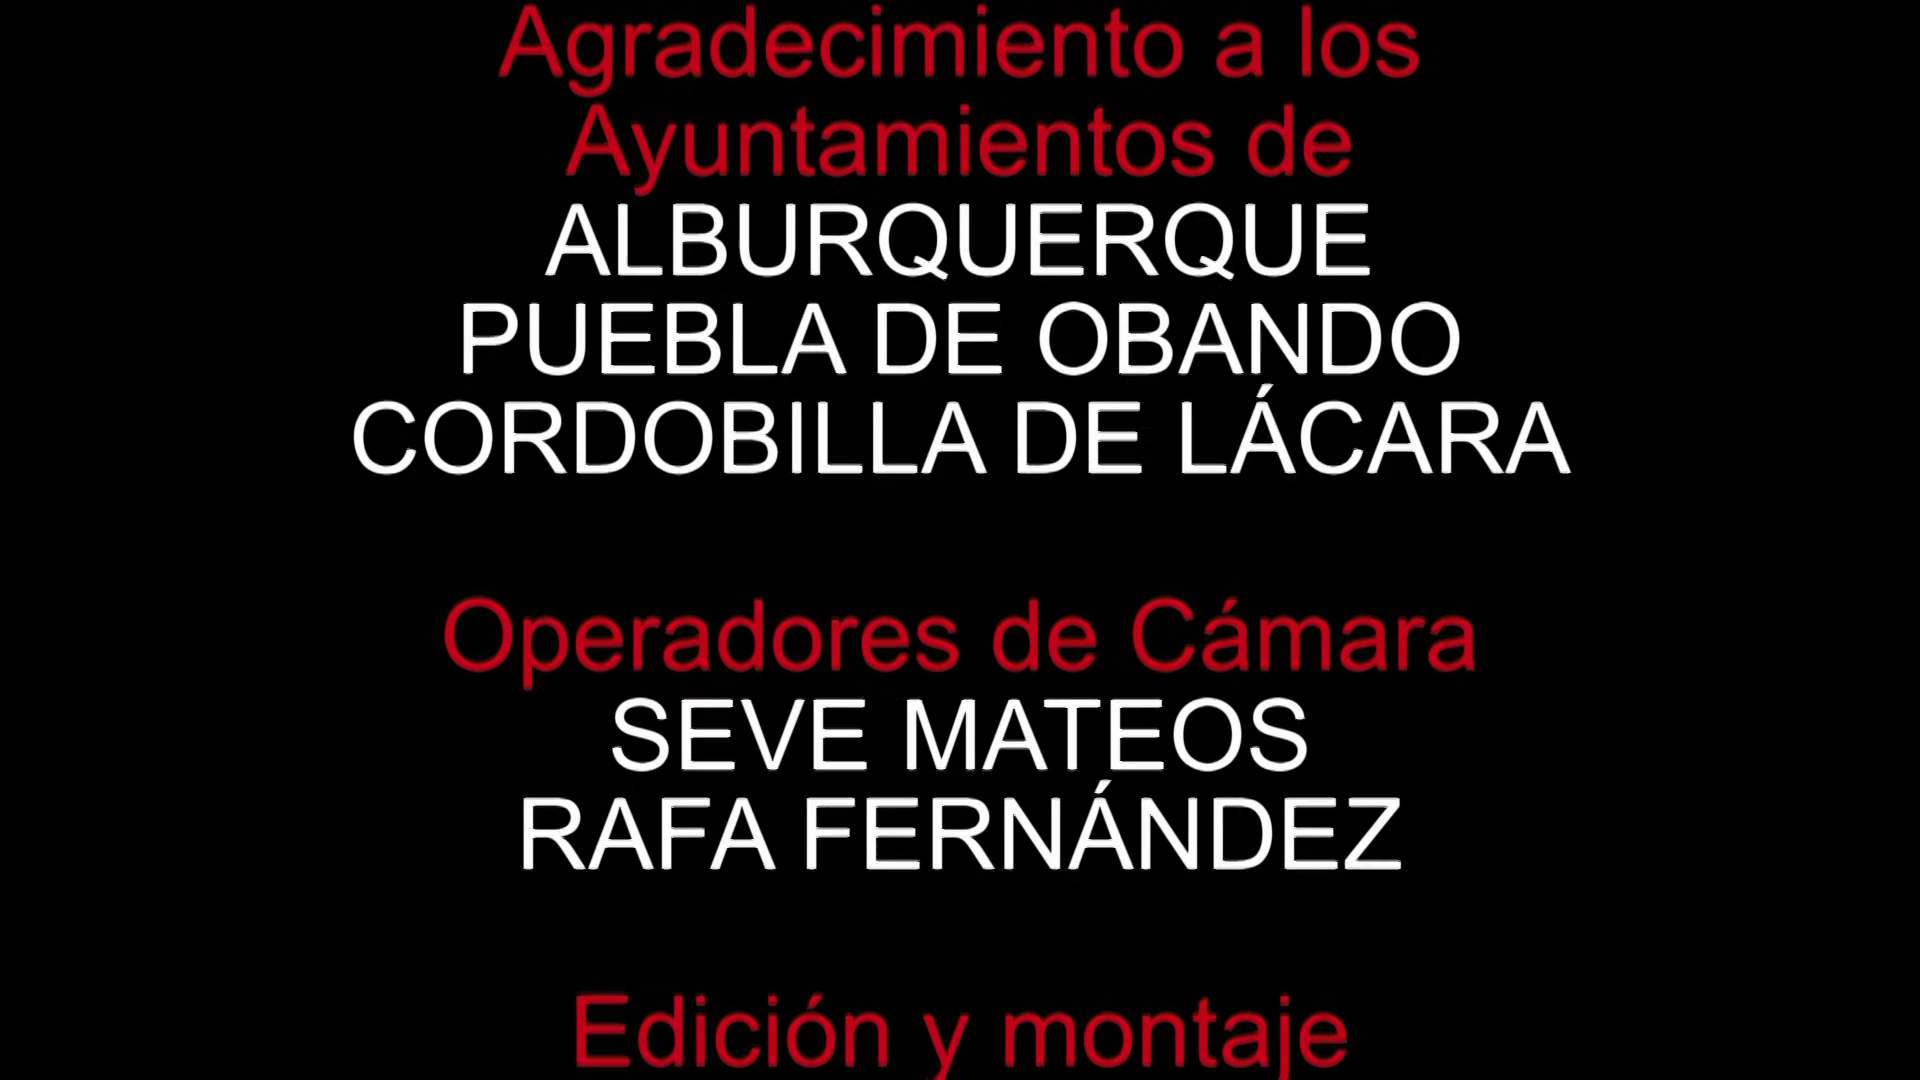 Agradecimiento a los
Ayuntamientos de
ALBURQUERQUE
PUEBLA DE OBANDO
CORDOBILLA DE LÁCARA
Operadores de Cámara
SEVE MATEOS
RAFA FERNÁNDEZ
Edición y montaje